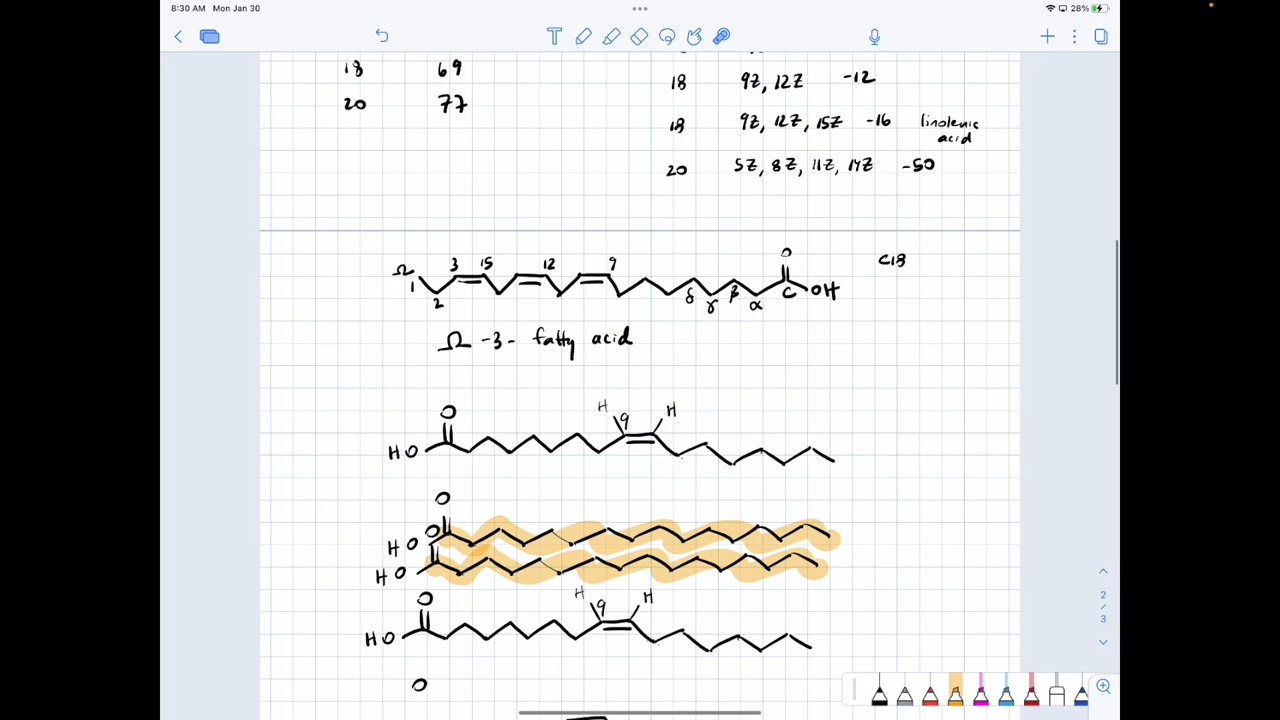 8:30 AM Mon Jan 30
28%
18 69
20 77
18 9Z, 12Z -12
18 9Z, 12Z, 15Z -16 linolenic acid
20 5Z, 8Z, 11Z, 14Z -50
Ω 1 2 3 15 12 9 δ γ β α C O OH
C18
Ω -3- fatty acid
O H 9 H
HO
O
HO
O
HO
O H 9 H
HO
O
2
/
3